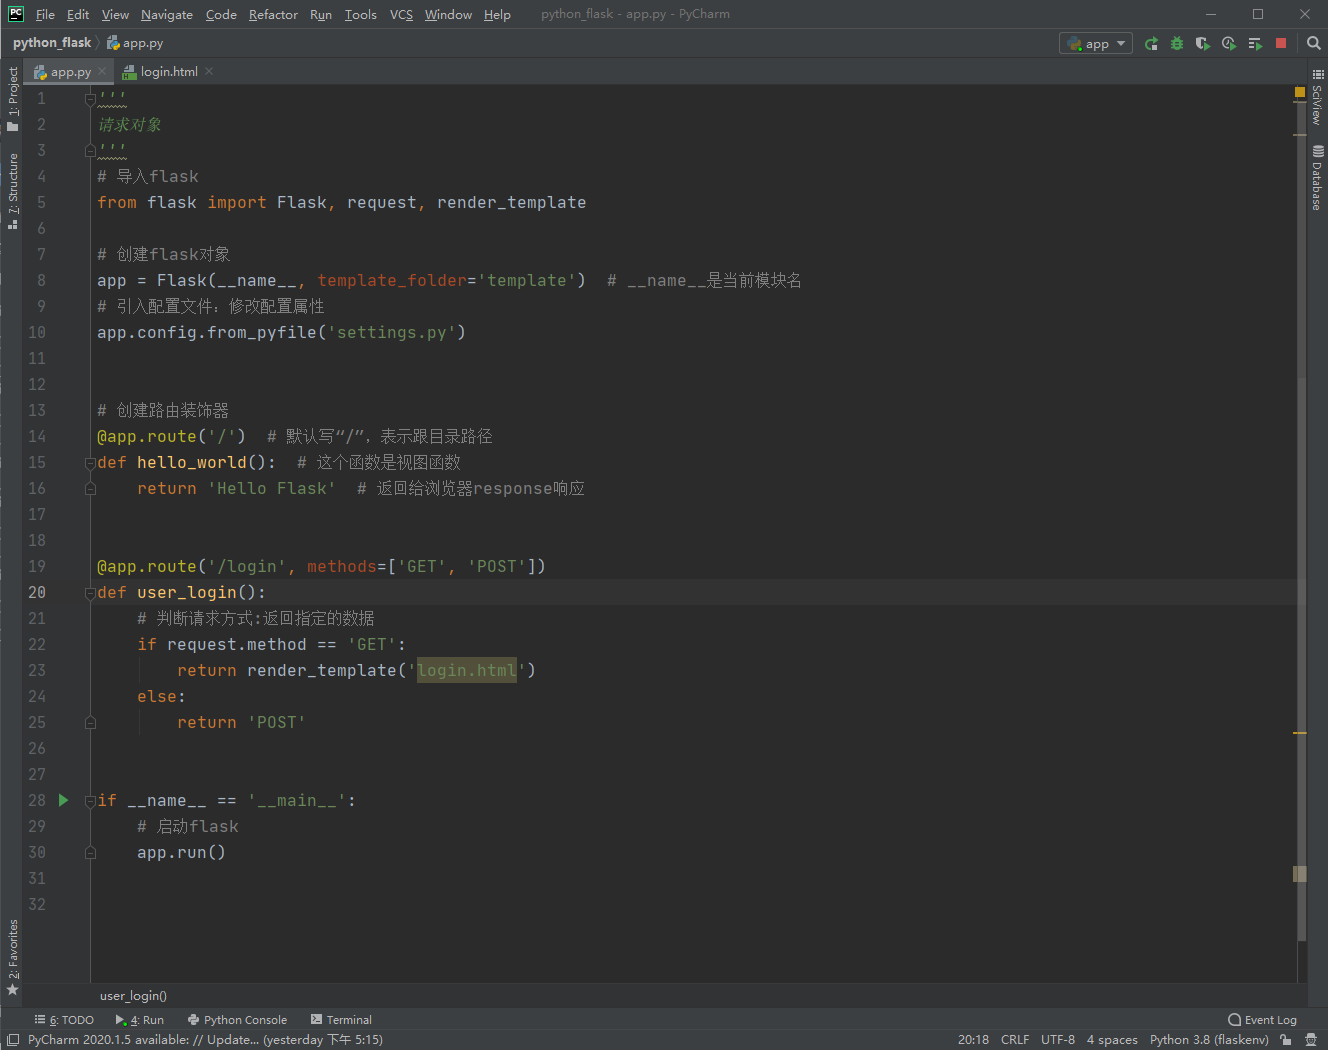 File Edit View Navigate Code Refactor Run Tools VCS Window Help python_flask - app.py - PyCharm
python_flask app.py app
app.py login.html
1 '''
2 请求对象
3 '''
4 # 导入flask
5 from flask import Flask, request, render_template
6
7 # 创建flask对象
8 app = Flask(__name__, template_folder='template')  # __name__是当前模块名
9 # 引入配置文件：修改配置属性
10 app.config.from_pyfile('settings.py')
11
12
13 # 创建路由装饰器
14 @app.route('/')  # 默认写“/”，表示跟目录路径
15 def hello_world():  # 这个函数是视图函数
16     return 'Hello Flask'  # 返回给浏览器response响应
17
18
19 @app.route('/login', methods=['GET', 'POST'])
20 def user_login():
21     # 判断请求方式:返回指定的数据
22     if request.method == 'GET':
23         return render_template('login.html')
24     else:
25         return 'POST'
26
27
28 if __name__ == '__main__':
29     # 启动flask
30     app.run()
31
32
1: Project
7: Structure
2: Favorites
SciView
Database
user_login()
6: TODO 4: Run Python Console Terminal Event Log
PyCharm 2020.1.5 available: // Update... (yesterday 下午 5:15) 20:18 CRLF UTF-8 4 spaces Python 3.8 (flaskenv)